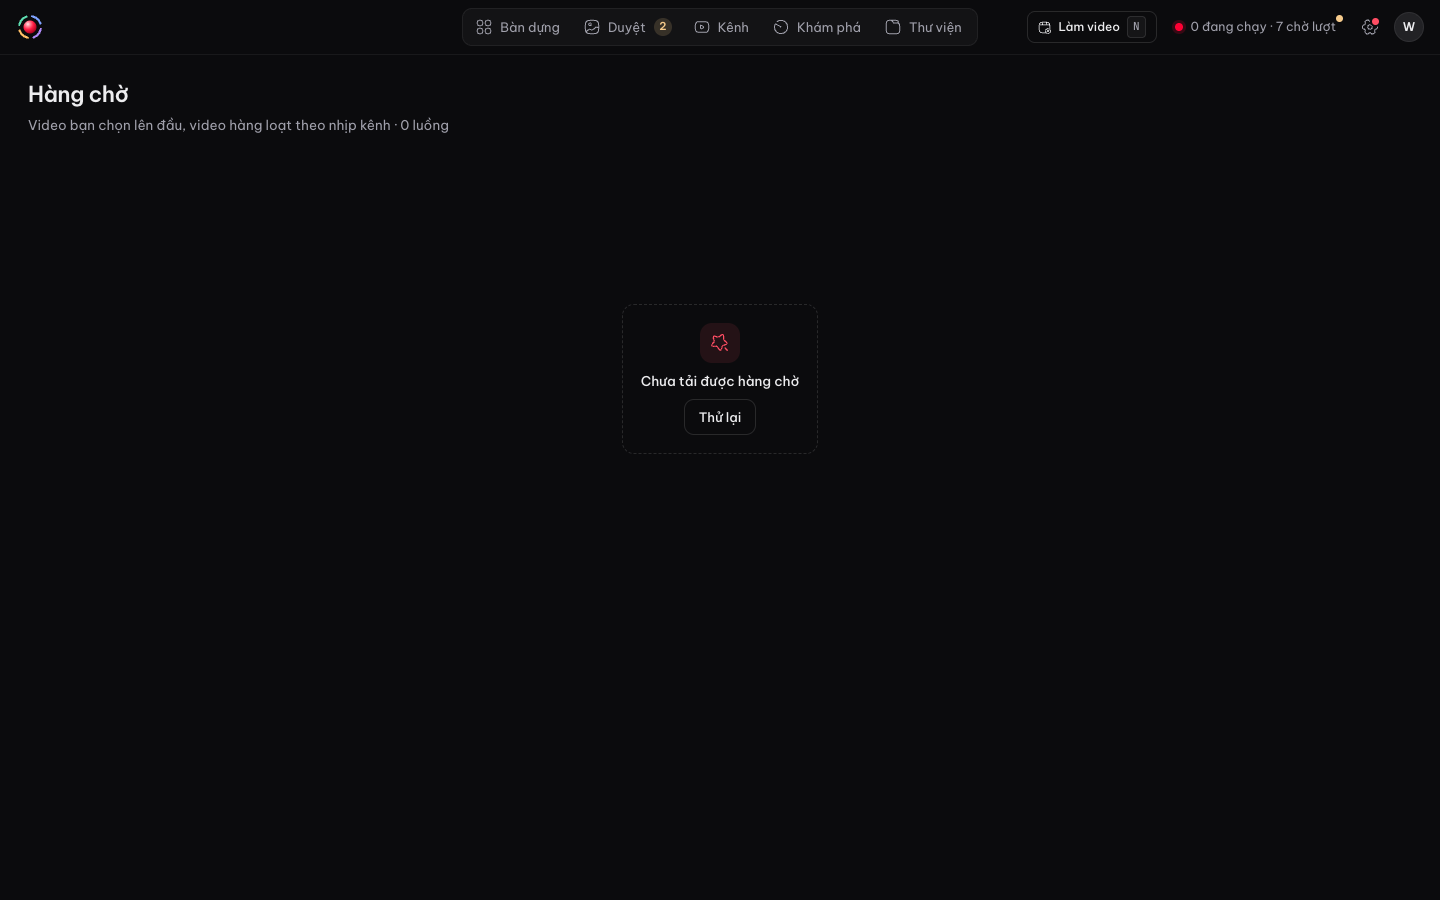 Bàn dựng
Duyệt 2
Kênh
Khám phá
Thư viện
Làm video N
0 đang chạy · 7 chờ lượt
W
Hàng chờ
Video bạn chọn lên đầu, video hàng loạt theo nhịp kênh · 0 luồng
Chưa tải được hàng chờ
Thử lại